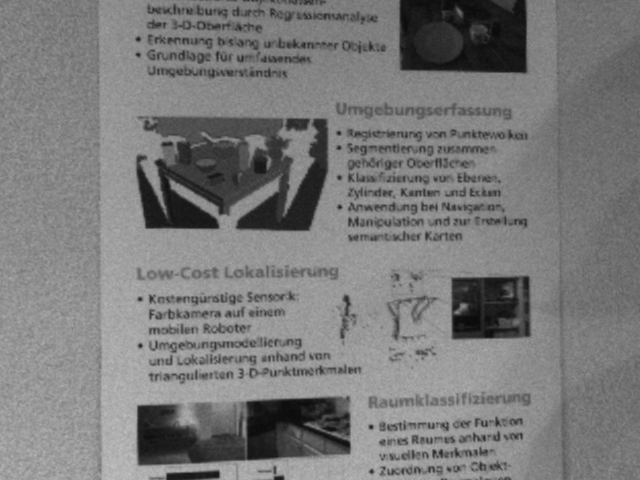 beschreibung durch Regressionsanalyse
der 3-D-Oberfläche
• Erkennung bislang unbekannter Objekte
• Grundlage für umfassendes
Umgebungsverständnis
Umgebungserfassung
• Registrierung von Punktewolken
• Segmentierung zusammen-
gehöriger Oberflächen
• Klassifizierung von Ebenen,
Zylinder, Kanten und Ecken
• Anwendung bei Navigation,
Manipulation und zur Erstellung
semantischer Karten
Low-Cost Lokalisierung
• Kostengünstige Sensorik:
Farbkamera auf einem
mobilen Roboter
• Umgebungsmodellierung
und Lokalisierung anhand von
triangulierten 3-D-Punktmerkmalen
Raumklassifizierung
• Bestimmung der Funktion
eines Raumes anhand von
visuellen Merkmalen
• Zuordnung von Objekt-